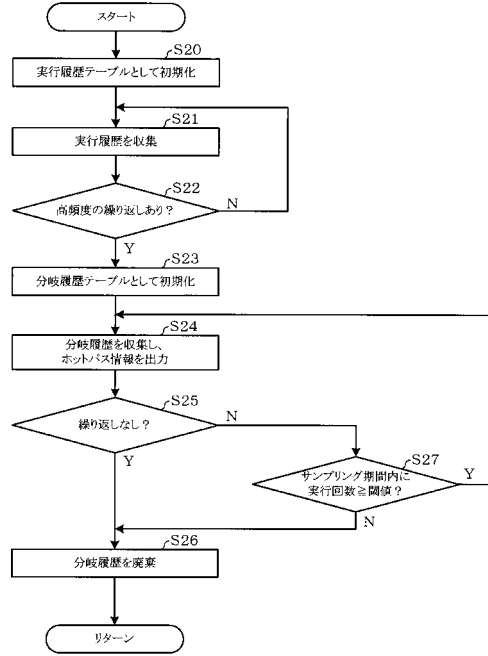 スタート
S20
実行履歴テーブルとして初期化
S21
実行履歴を収集
S22
高頻度の繰り返しあり?
N
Y
S23
分岐履歴テーブルとして初期化
S24
分岐履歴を収集し、
ホットパス情報を出力
S25
繰り返しなし?
N
Y
S27
サンプリング期間内に
実行回数≧閾値?
Y
N
S26
分岐履歴を廃棄
リターン